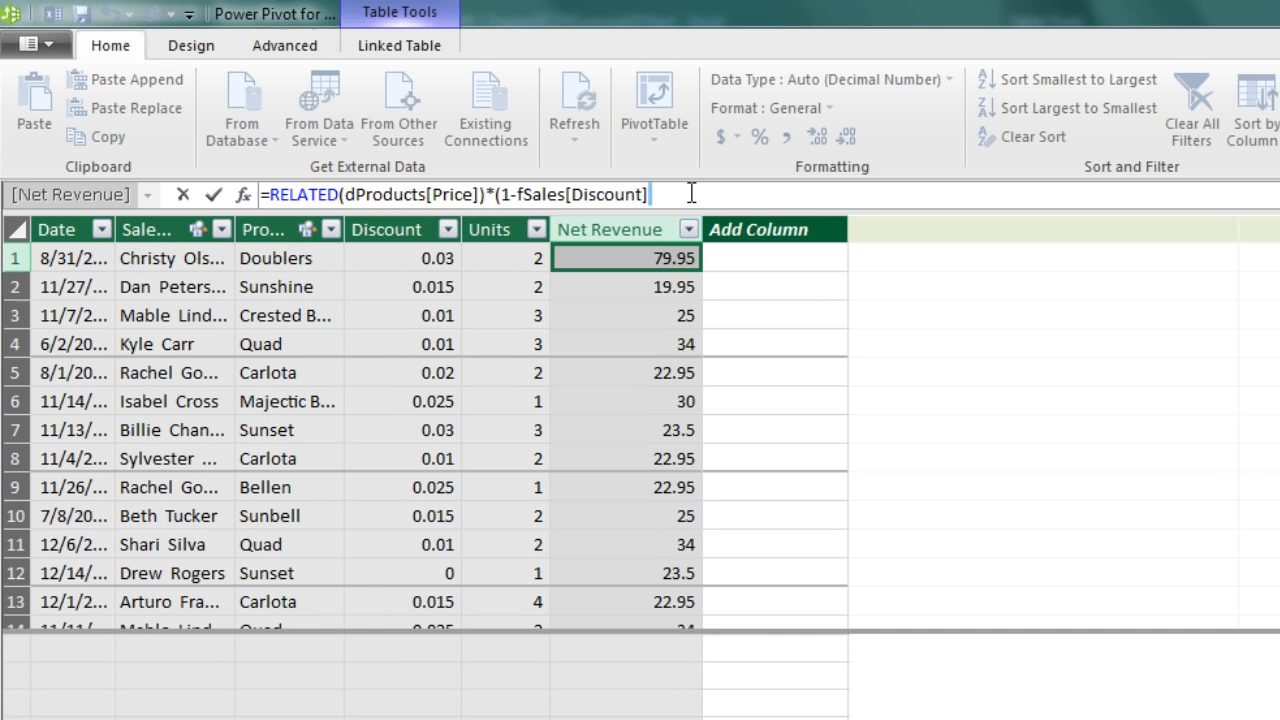 Power Pivot for ...
Table Tools
Home
Design
Advanced
Linked Table
Paste
Paste Append
Paste Replace
Copy
Clipboard
From Database
From Data Service
From Other Sources
Existing Connections
Get External Data
Refresh
PivotTable
Data Type : Auto (Decimal Number)
Format : General
$ % , .00 .00
Formatting
Sort Smallest to Largest
Sort Largest to Smallest
Clear Sort
Clear All Filters
Sort by Column
Sort and Filter
[Net Revenue] fx =RELATED(dProducts[Price])*(1-fSales[Discount]
Date Sale... Pro... Discount Units Net Revenue Add Column
1 8/31/2... Christy Ols... Doublers 0.03 2 79.95
2 11/27/... Dan Peters... Sunshine 0.015 2 19.95
3 11/7/2... Mable Lind... Crested B... 0.01 3 25
4 6/2/20... Kyle Carr Quad 0.01 3 34
5 8/1/20... Rachel Go... Carlota 0.02 2 22.95
6 11/14/... Isabel Cross Majectic B... 0.025 1 30
7 11/13/... Billie Chan... Sunset 0.03 3 23.5
8 11/4/2... Sylvester ... Carlota 0.01 2 22.95
9 11/26/... Rachel Go... Bellen 0.025 1 22.95
10 7/8/20... Beth Tucker Sunbell 0.015 2 25
11 12/6/2... Shari Silva Quad 0.01 2 34
12 12/14/... Drew Rogers Sunset 0 1 23.5
13 12/1/2... Arturo Fra... Carlota 0.015 4 22.95